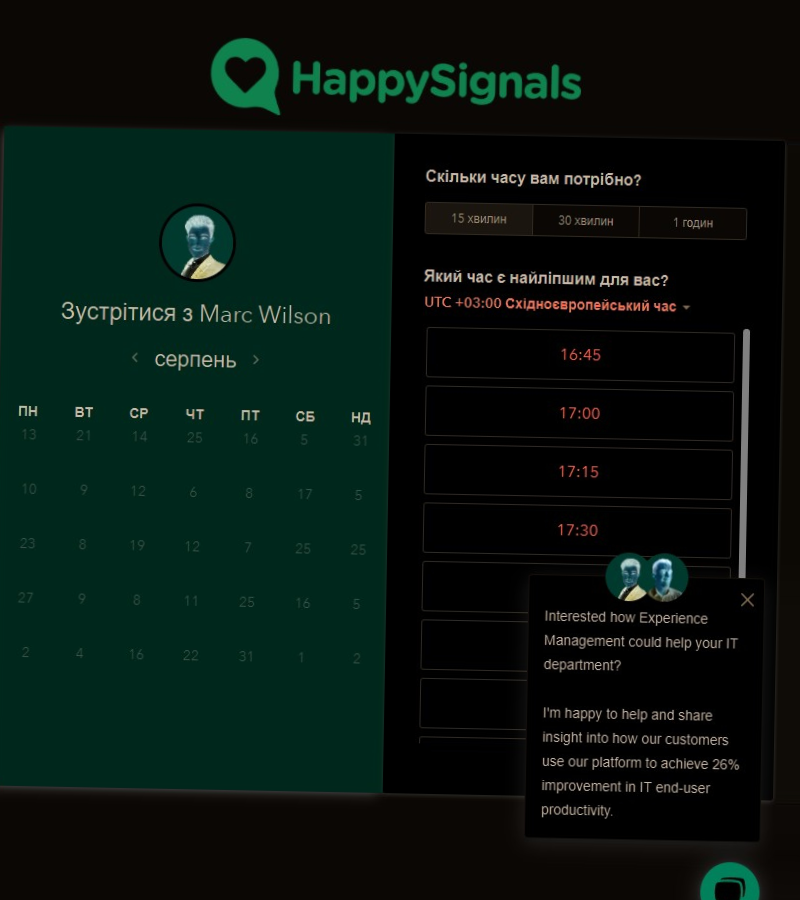 HappySignals
Зустрітися з Marc Wilson
серпень
ПН ВТ СР ЧТ ПТ СБ НД
13 21 14 25 16 5 31
10 9 12 6 8 17 5
23 8 19 12 7 25 25
27 9 8 11 25 16 5
2 4 16 22 31 1 2
Скільки часу вам потрібно?
15 хвилин 30 хвилин 1 годин
Який час є найліпшим для вас?
UTC +03:00 Східноєвропейський час
16:45
17:00
17:15
17:30
Interested how Experience
Management could help your IT
department?
I'm happy to help and share
insight into how our customers
use our platform to achieve 26%
improvement in IT end-user
productivity.